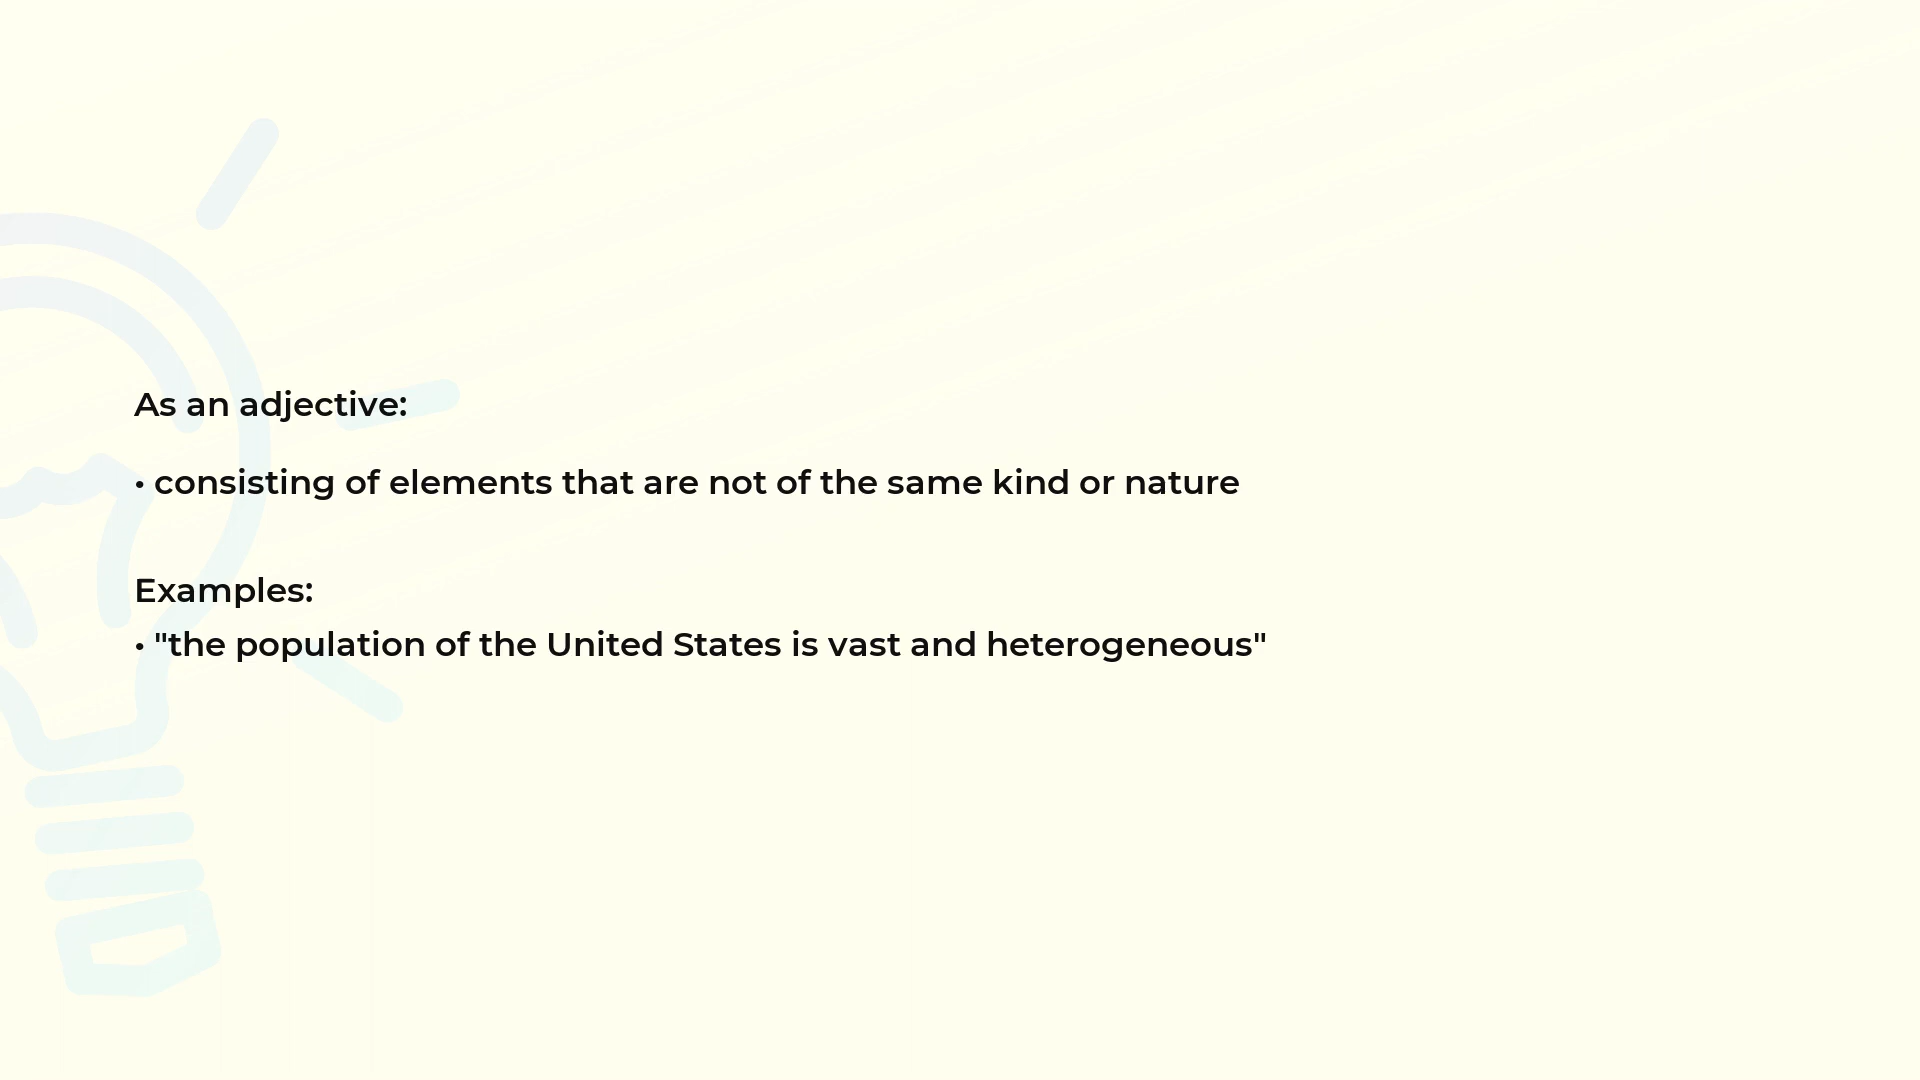 As an adjective:
• consisting of elements that are not of the same kind or nature
Examples:
• "the population of the United States is vast and heterogeneous"